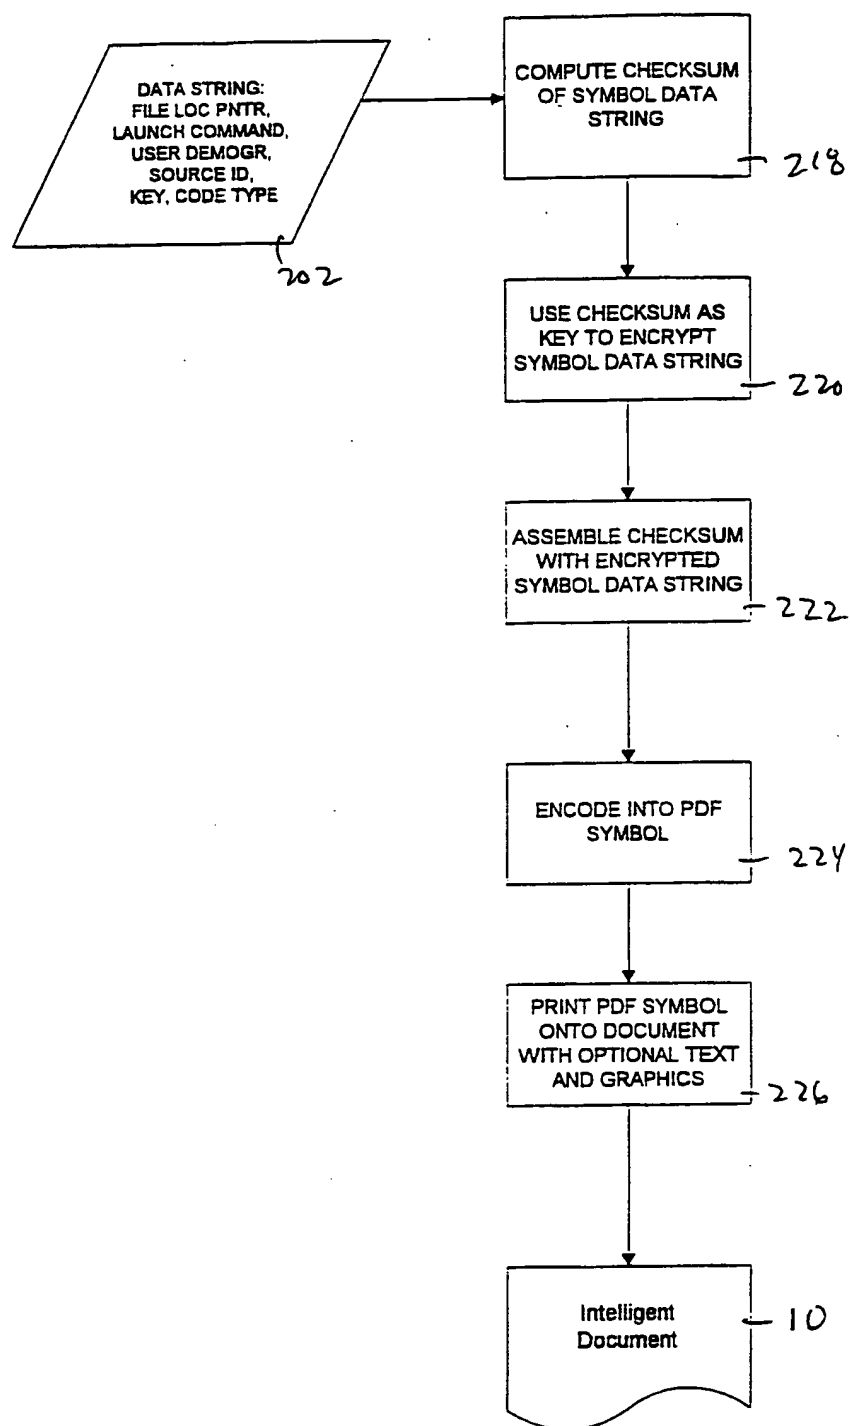 DATA STRING:
FILE LOC PNTR,
LAUNCH COMMAND,
USER DEMOGR,
SOURCE ID,
KEY, CODE TYPE
202
COMPUTE CHECKSUM
OF SYMBOL DATA
STRING
218
USE CHECKSUM AS
KEY TO ENCRYPT
SYMBOL DATA STRING
220
ASSEMBLE CHECKSUM
WITH ENCRYPTED
SYMBOL DATA STRING
222
ENCODE INTO PDF
SYMBOL
224
PRINT PDF SYMBOL
ONTO DOCUMENT
WITH OPTIONAL TEXT
AND GRAPHICS
226
Intelligent
Document
10